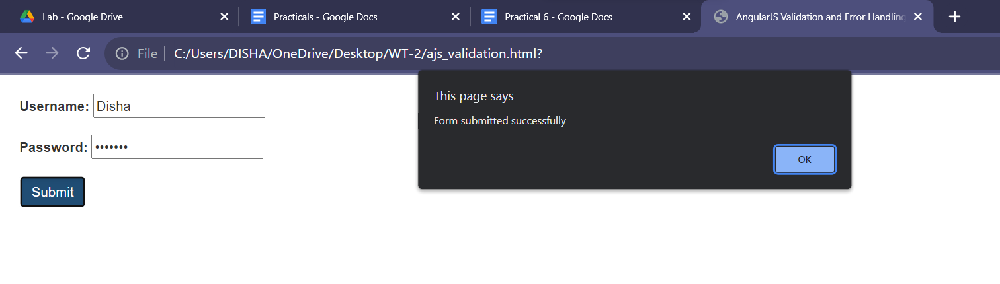 Lab - Google Drive
Practicals - Google Docs
Practical 6 - Google Docs
AngularJS Validation and Error Handling
File
C:/Users/DISHA/OneDrive/Desktop/WT-2/ajs_validation.html?
This page says
Form submitted successfully
OK
Username: Disha
Password: •••••••
Submit